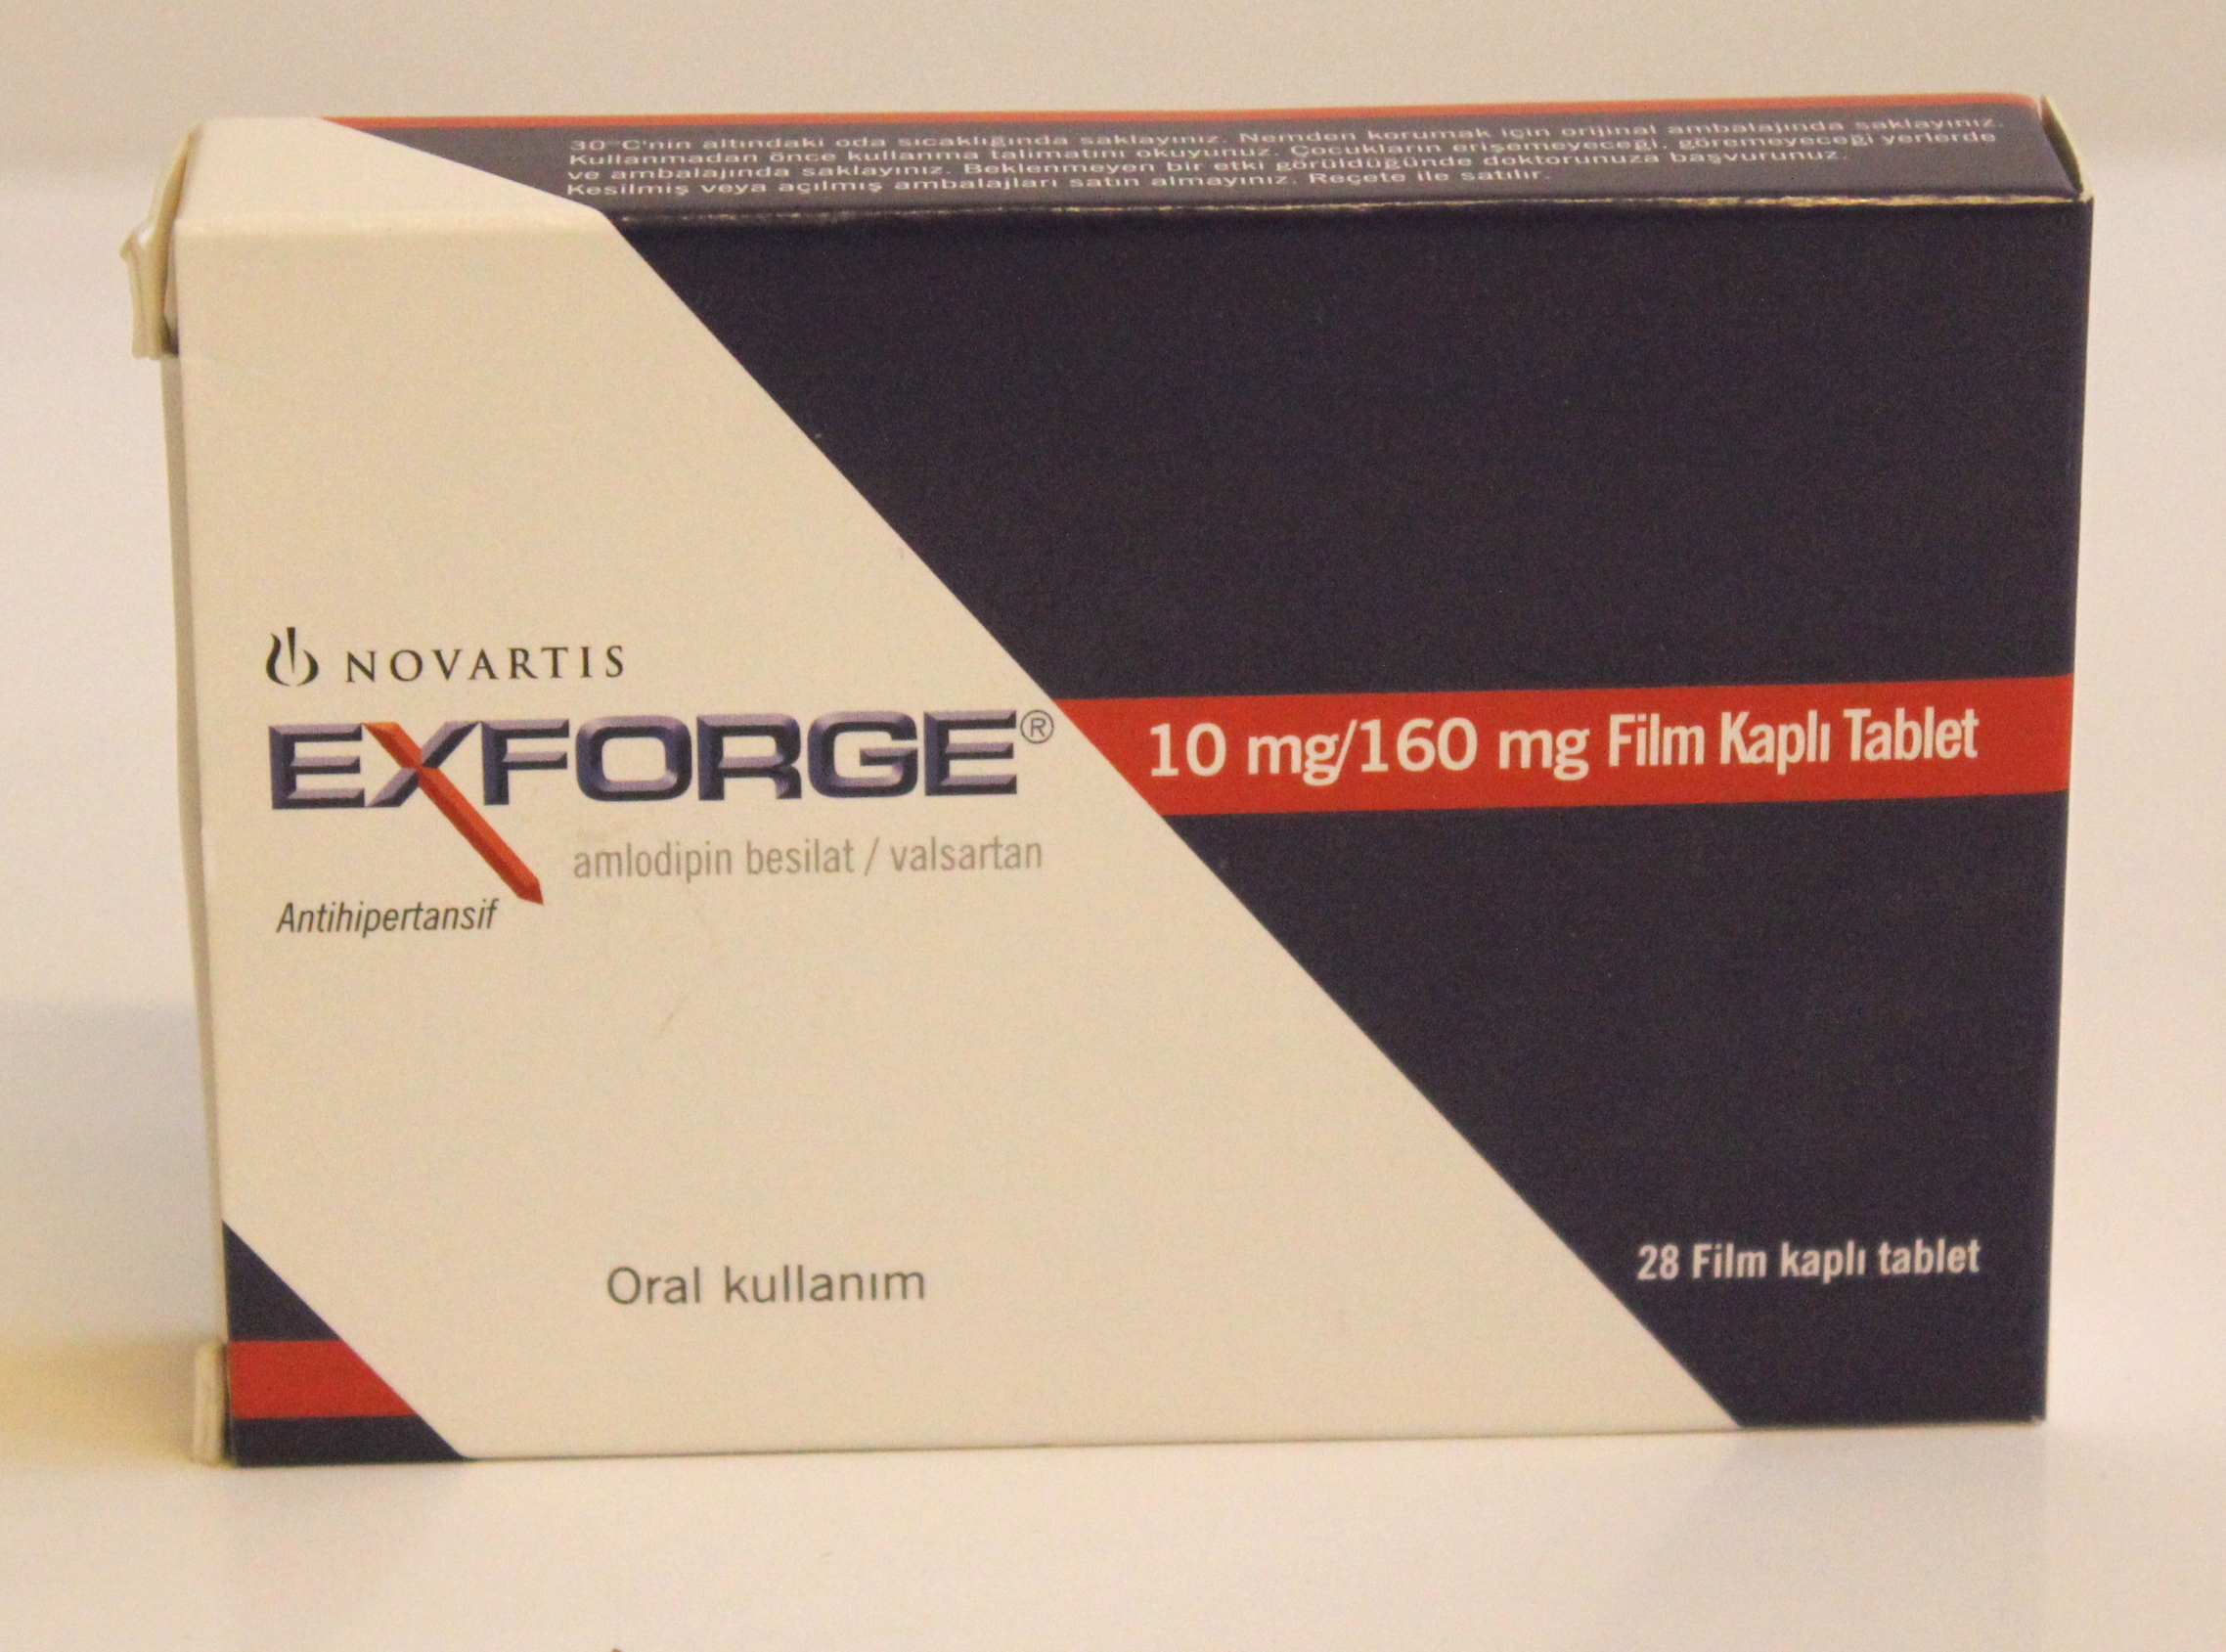 30°C'nin altındaki oda sıcaklığında saklayınız. Nemden korumak için orijinal ambalajında saklayınız.
Kullanmadan önce kullanma talimatını okuyunuz. Çocukların erişemeyeceği, göremeyeceği yerlerde
ve ambalajında saklayınız. Beklenmeyen bir etki görüldüğünde doktorunuza başvurunuz.
Kesilmiş veya açılmış ambalajları satın almayınız. Reçete ile satılır.
NOVARTIS
EXFORGE®
10 mg/160 mg Film Kaplı Tablet
amlodipin besilat / valsartan
Antihipertansif
Oral kullanım
28 Film kaplı tablet